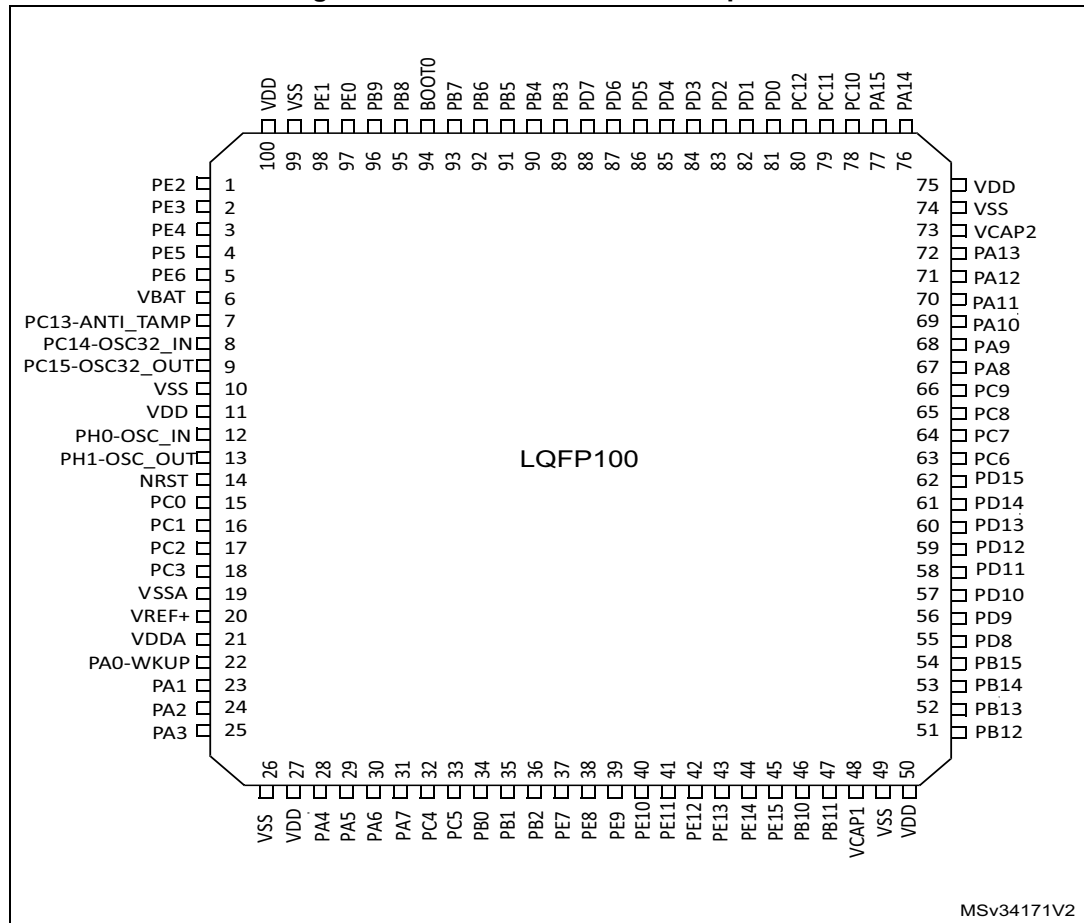 VDD VSS PE1 PE0 PB9 PB8 BOOT0 PB7 PB6 PB5 PB4 PB3 PD7 PD6 PD5 PD4 PD3 PD2 PD1 PD0 PC12 PC11 PC10 PA15 PA14
100 99 98 97 96 95 94 93 92 91 90 89 88 87 86 85 84 83 82 81 80 79 78 77 76
PE2 1 75 VDD
PE3 2 74 VSS
PE4 3 73 VCAP2
PE5 4 72 PA13
PE6 5 71 PA12
VBAT 6 70 PA11
PC13-ANTI_TAMP 7 69 PA10
PC14-OSC32_IN 8 68 PA9
PC15-OSC32_OUT 9 67 PA8
VSS 10 66 PC9
VDD 11 65 PC8
PH0-OSC_IN 12 64 PC7
LQFP100
PH1-OSC_OUT 13 63 PC6
NRST 14 62 PD15
PC0 15 61 PD14
PC1 16 60 PD13
PC2 17 59 PD12
PC3 18 58 PD11
VSSA 19 57 PD10
VREF+ 20 56 PD9
VDDA 21 55 PD8
PA0-WKUP 22 54 PB15
PA1 23 53 PB14
PA2 24 52 PB13
PA3 25 51 PB12
26 27 28 29 30 31 32 33 34 35 36 37 38 39 40 41 42 43 44 45 46 47 48 49 50
VSS VDD PA4 PA5 PA6 PA7 PC4 PC5 PB0 PB1 PB2 PE7 PE8 PE9 PE10 PE11 PE12 PE13 PE14 PE15 PB10 PB11 VCAP1 VSS VDD
MSv34171V2